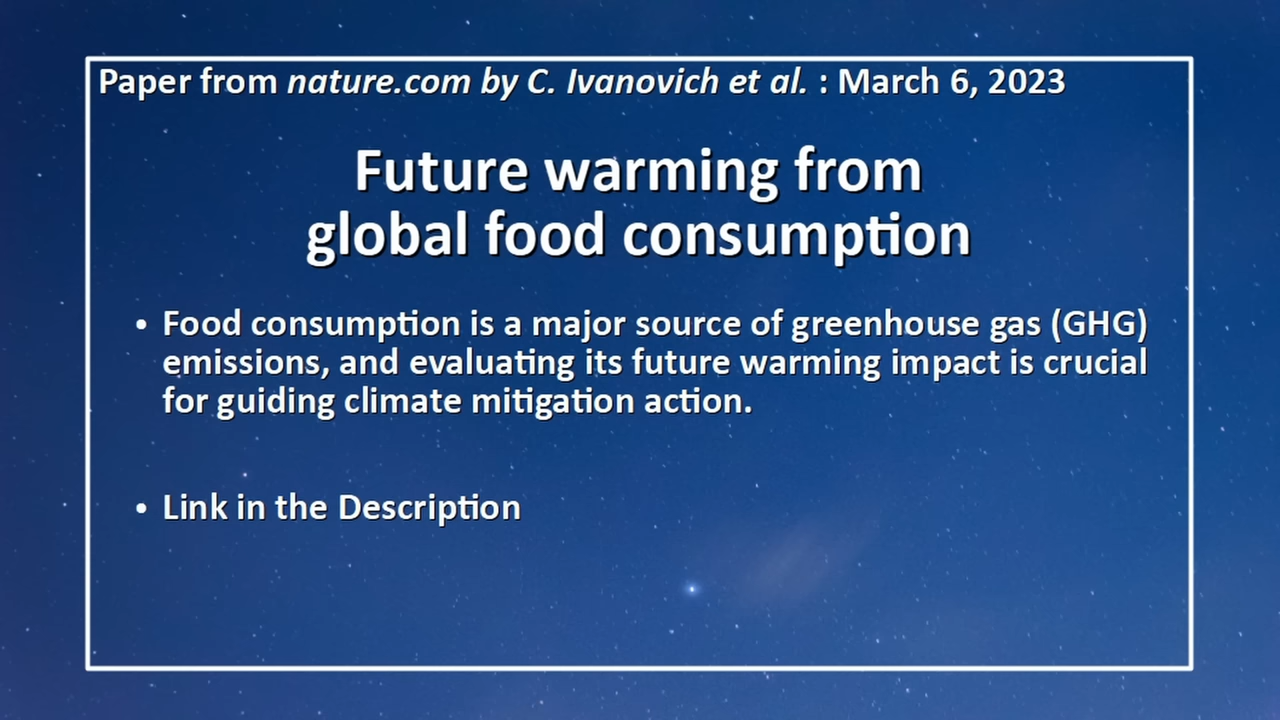 Paper from nature.com by C. Ivanovich et al. : March 6, 2023
Future warming from
global food consumption
• Food consumption is a major source of greenhouse gas (GHG)
emissions, and evaluating its future warming impact is crucial
for guiding climate mitigation action.
• Link in the Description